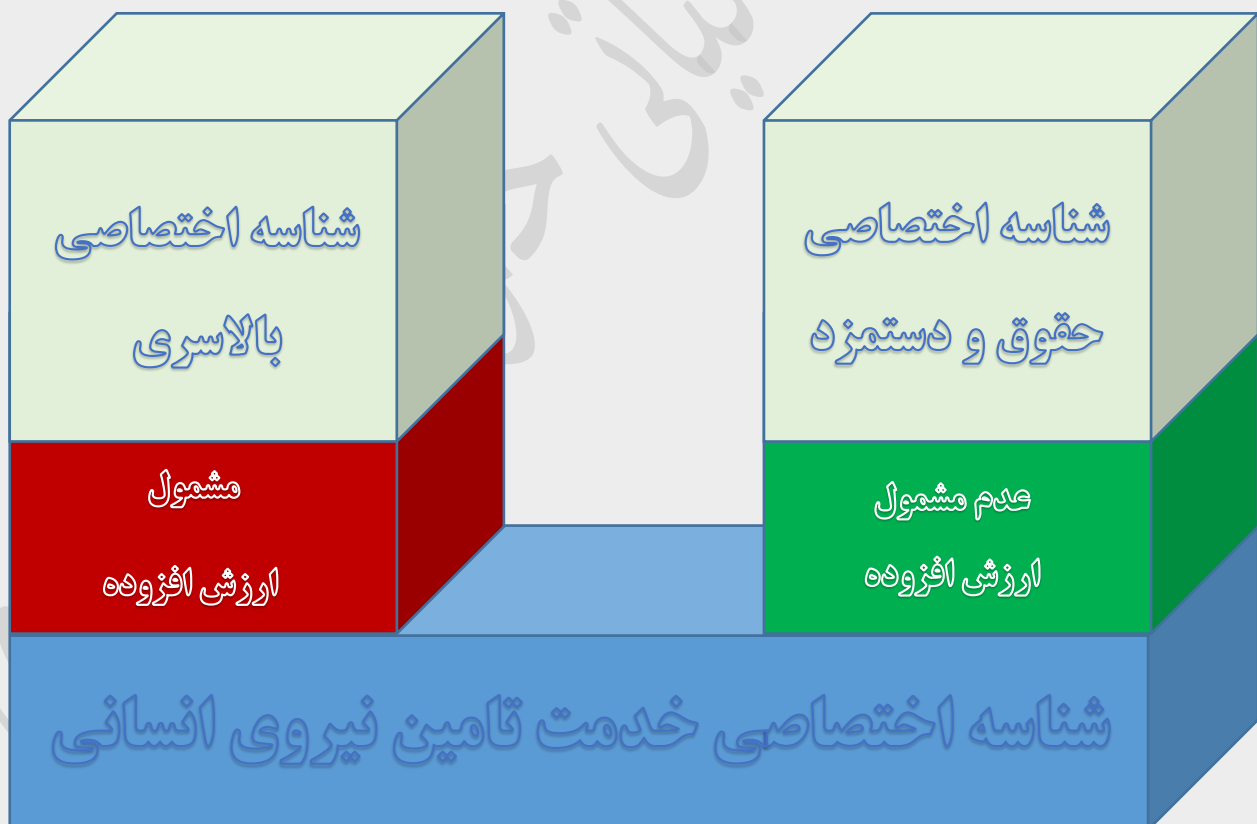 شناسه اختصاصی
حقوق و دستمزد
عدم مشمول
ارزش افزوده
شناسه اختصاصی
بالاسری
مشمول
ارزش افزوده
شناسه اختصاصی خدمت تامین نیروی انسانی